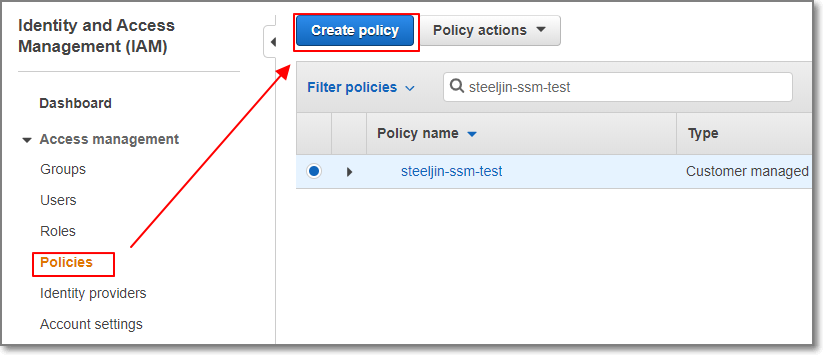 Identity and Access
Management (IAM)
Dashboard
Access management
Groups
Users
Roles
Policies
Identity providers
Account settings
Create policy
Policy actions
Filter policies
steeljin-ssm-test
Policy name
Type
steeljin-ssm-test
Customer managed